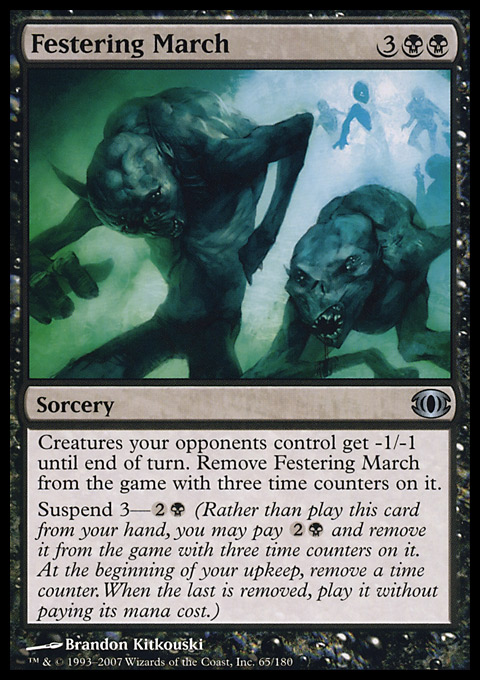 Festering March 3
Sorcery
Creatures your opponents control get -1/-1
until end of turn. Remove Festering March
from the game with three time counters on it.
Suspend 3—2 (Rather than play this card
from your hand, you may pay 2 and remove
it from the game with three time counters on it.
At the beginning of your upkeep, remove a time
counter. When the last is removed, play it without
paying its mana cost.)
Brandon Kitkouski
™ & © 1993–2007 Wizards of the Coast, Inc. 65/180